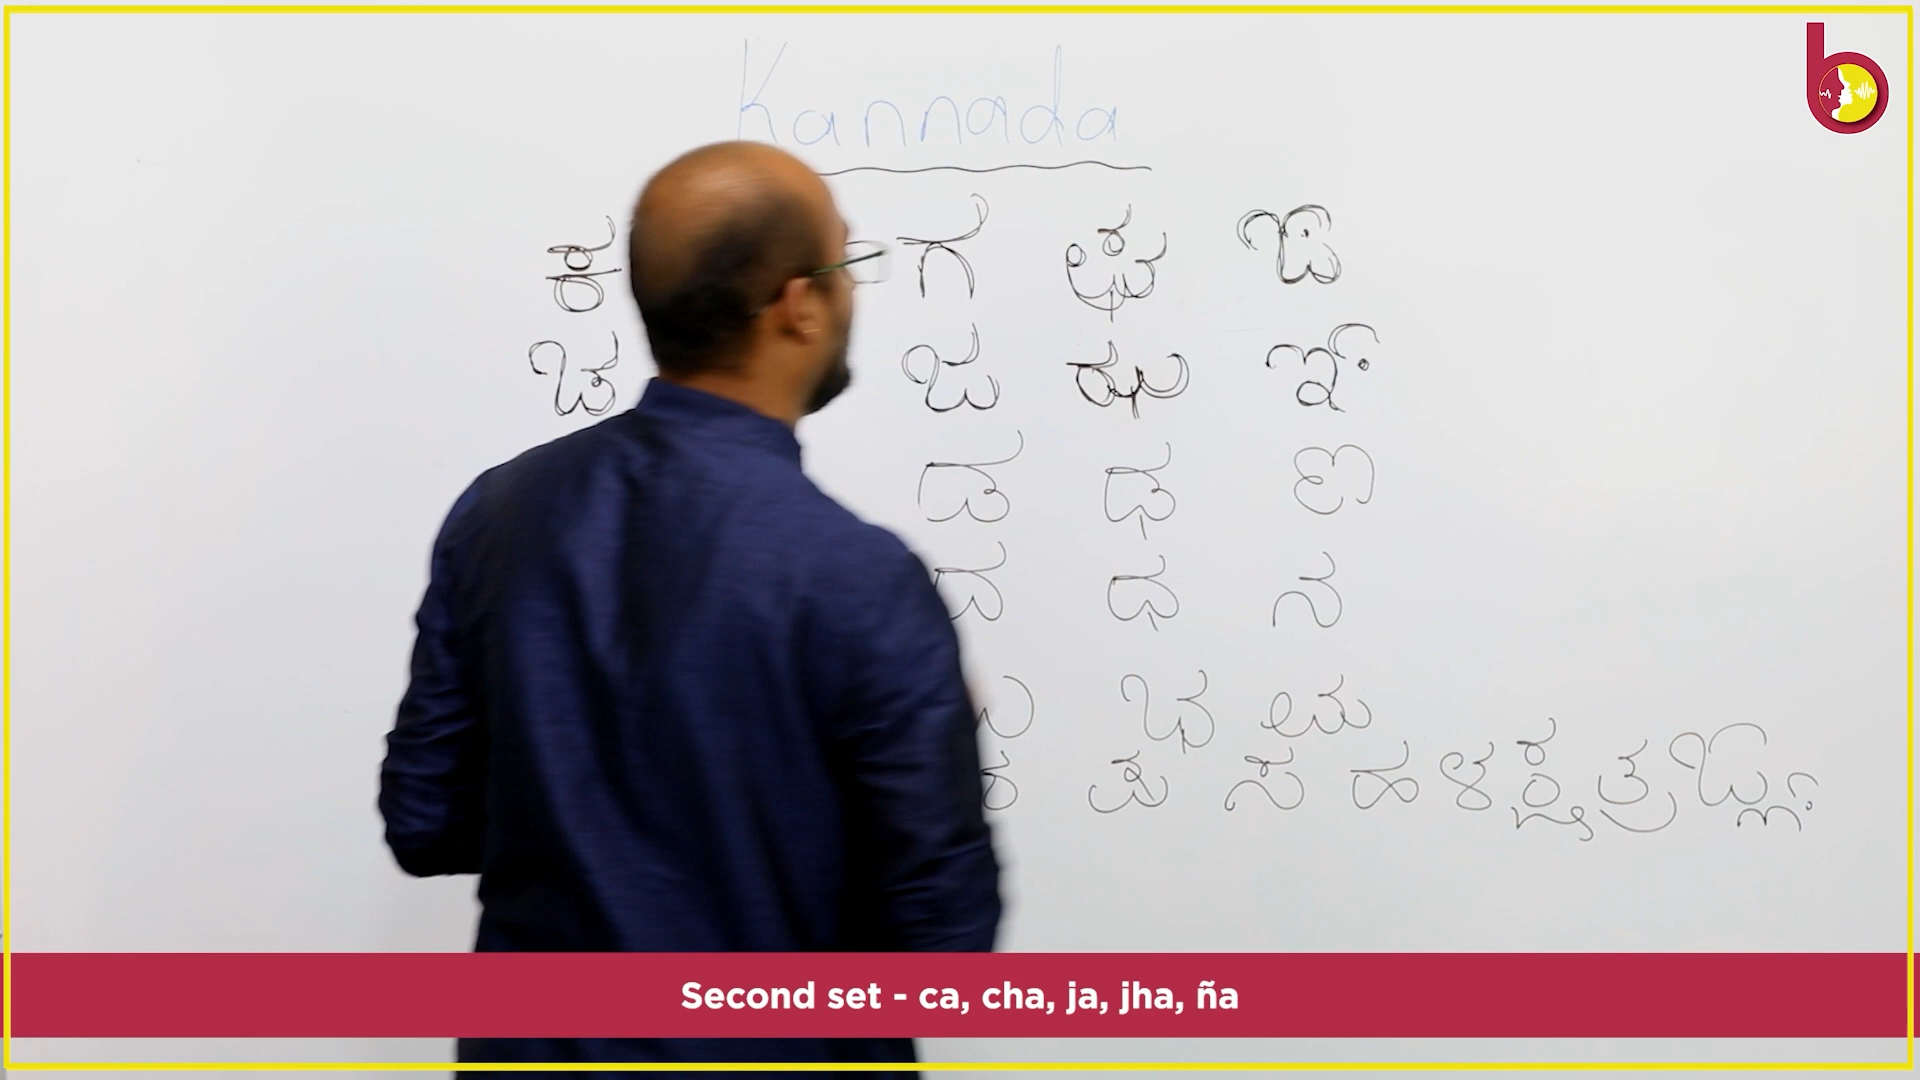 Kannada
ಕ ಗ ಘ ಙ
ಚ ಜ ಝ ಞ
ಡ ಢ ಣ
ದ ಧ ನ
ಭ ಮ
ಷ ಸ ಹ ಳ ಕ್ಷ ತ್ರ
Second set - ca, cha, ja, jha, ña